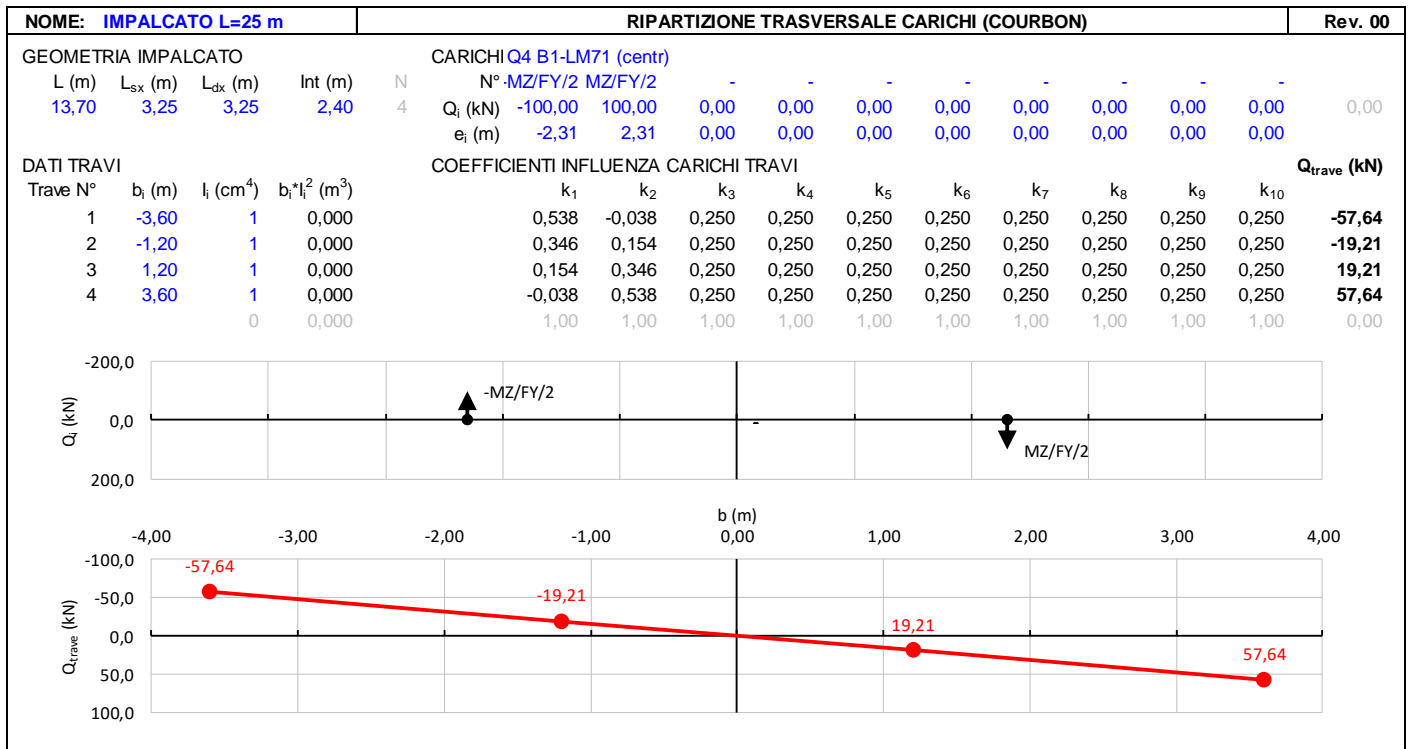 NOME: IMPALCATO L=25 m RIPARTIZIONE TRASVERSALE CARICHI (COURBON) Rev. 00
GEOMETRIA IMPALCATO CARICHI Q4 B1-LM71 (centr)
L (m) Lsx (m) Ldx (m) Int (m) N N° -MZ/FY/2 MZ/FY/2 - - - - - - - -
13,70 3,25 3,25 2,40 4 Qi (kN) -100,00 100,00 0,00 0,00 0,00 0,00 0,00 0,00 0,00 0,00 0,00
ei (m) -2,31 2,31 0,00 0,00 0,00 0,00 0,00 0,00 0,00 0,00
DATI TRAVI COEFFICIENTI INFLUENZA CARICHI TRAVI Qtrave (kN)
Trave N° bi (m) Ii (cm4) bi*Ii2 (m3) k1 k2 k3 k4 k5 k6 k7 k8 k9 k10
1 -3,60 1 0,000 0,538 -0,038 0,250 0,250 0,250 0,250 0,250 0,250 0,250 0,250 -57,64
2 -1,20 1 0,000 0,346 0,154 0,250 0,250 0,250 0,250 0,250 0,250 0,250 0,250 -19,21
3 1,20 1 0,000 0,154 0,346 0,250 0,250 0,250 0,250 0,250 0,250 0,250 0,250 19,21
4 3,60 1 0,000 -0,038 0,538 0,250 0,250 0,250 0,250 0,250 0,250 0,250 0,250 57,64
0 0,000 1,00 1,00 1,00 1,00 1,00 1,00 1,00 1,00 1,00 1,00 0,00
-200,0
-MZ/FY/2
0,0
-
MZ/FY/2
200,0
Qi (kN)
b (m)
-4,00 -3,00 -2,00 -1,00 0,00 1,00 2,00 3,00 4,00
-100,0
-57,64
-50,0
-19,21
0,0
19,21
57,64
50,0
100,0
Qtrave (kN)